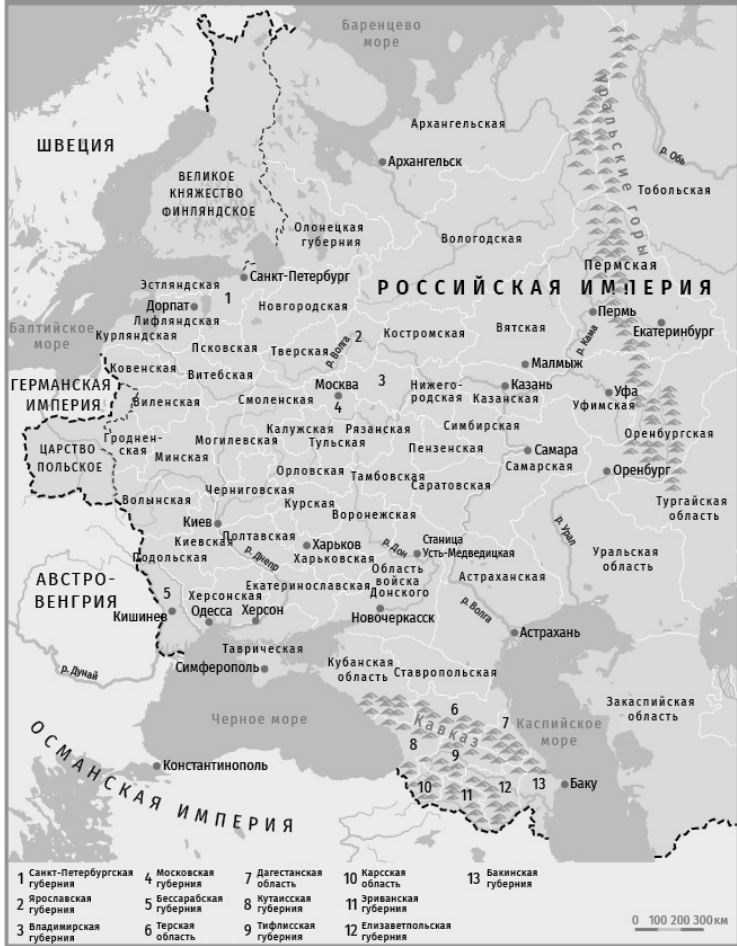 Баренцево
море
ШВЕЦИЯ
Архангельская
Архангельск
Уральские горы
р. Обь
Тобольская
ВЕЛИКОЕ
КНЯЖЕСТВО
ФИНЛЯНДСКОЕ
Олонецкая
губерния
Вологодская
Пермская
Санкт-Петербург
РОССИЙСКАЯ ИМПЕРИЯ
Эстляндская
1
Дорпат
Новгородская
Лифляндская
Балтийское
море
Курляндская
Псковская
Тверская
р. Волга
2
Костромская
Вятская
Пермь
р. Кама
Екатеринбург
Ковенская
Витебская
Малмыж
ГЕРМАНСКАЯ
ИМПЕРИЯ
Виленская
Смоленская
Москва
4
3
Нижего-
родская
Казань
Казанская
Уфа
Уфимская
Гроднен-
ская
Могилевская
Калужская
Рязанская
Тульская
Симбирская
Оренбургская
ЦАРСТВО
ПОЛЬСКОЕ
Минская
Пензенская
Самара
Самарская
Орловская
Тамбовская
Саратовская
Оренбург
Волынская
Черниговская
Курская
Воронежская
Тургайская
область
Киев
Киевская
Полтавская
Харьков
Харьковская
р. Дон
Станица
Усть-Медведицкая
р. Урал
Уральская
область
Подольская
р. Днепр
АВСТРО-
ВЕНГРИЯ
Екатеринославская
Область
войска
Донского
Астраханская
5
Херсонская
Кишинев
Одесса
Херсон
Новочеркасск
р. Волга
Астрахань
Таврическая
р. Дунай
Симферополь
Кубанская
область
Ставропольская
Закаспийская
область
Черное море
Кавказ
6
7
Каспийское
море
8
9
ОСМАНСКАЯ ИМПЕРИЯ
Константинополь
10
11
12
13
Баку
1 Санкт-Петербургская
губерния
2 Ярославская
губерния
3 Владимирская
губерния
4 Московская
губерния
5 Бессарабская
губерния
6 Терская
область
7 Дагестанская
область
8 Кутаисская
губерния
9 Тифлисская
губерния
10 Карсская
область
11 Эриванская
губерния
12 Елизаветпольская
губерния
13 Бакинская
губерния
0 100 200 300 км